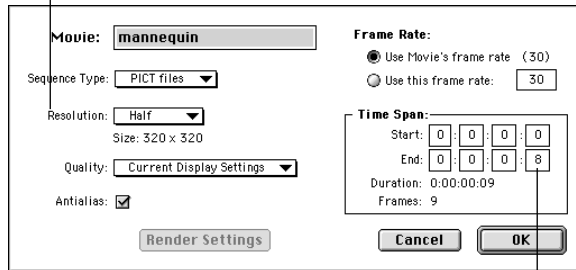 Movie: mannequin
Sequence Type: PICT files
Resolution: Half
Size: 320 x 320
Quality: Current Display Settings
Antialias:
Render Settings
Frame Rate:
Use Movie's frame rate (30)
Use this frame rate: 30
Time Span:
Start: 0 : 0 : 0 : 0
End: 0 : 0 : 0 : 8
Duration: 0:00:00:09
Frames: 9
Cancel
OK